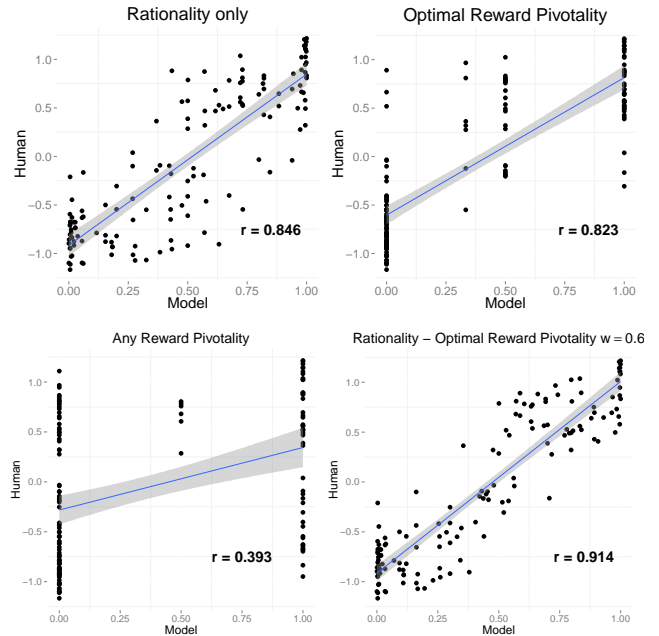 Rationality only
Human
1.0
0.5
0.0
−0.5
−1.0
r = 0.846
0.00
0.25
0.50
0.75
1.00
Model
Optimal Reward Pivotality
Human
1.0
0.5
0.0
−0.5
−1.0
r = 0.823
0.00
0.25
0.50
0.75
1.00
Model
Any Reward Pivotality
Human
1.0
0.5
0.0
−0.5
−1.0
r = 0.393
0.00
0.25
0.50
0.75
1.00
Model
Rationality − Optimal Reward Pivotality w = 0.6
Human
1.0
0.5
0.0
−0.5
−1.0
r = 0.914
0.00
0.25
0.50
0.75
1.00
Model